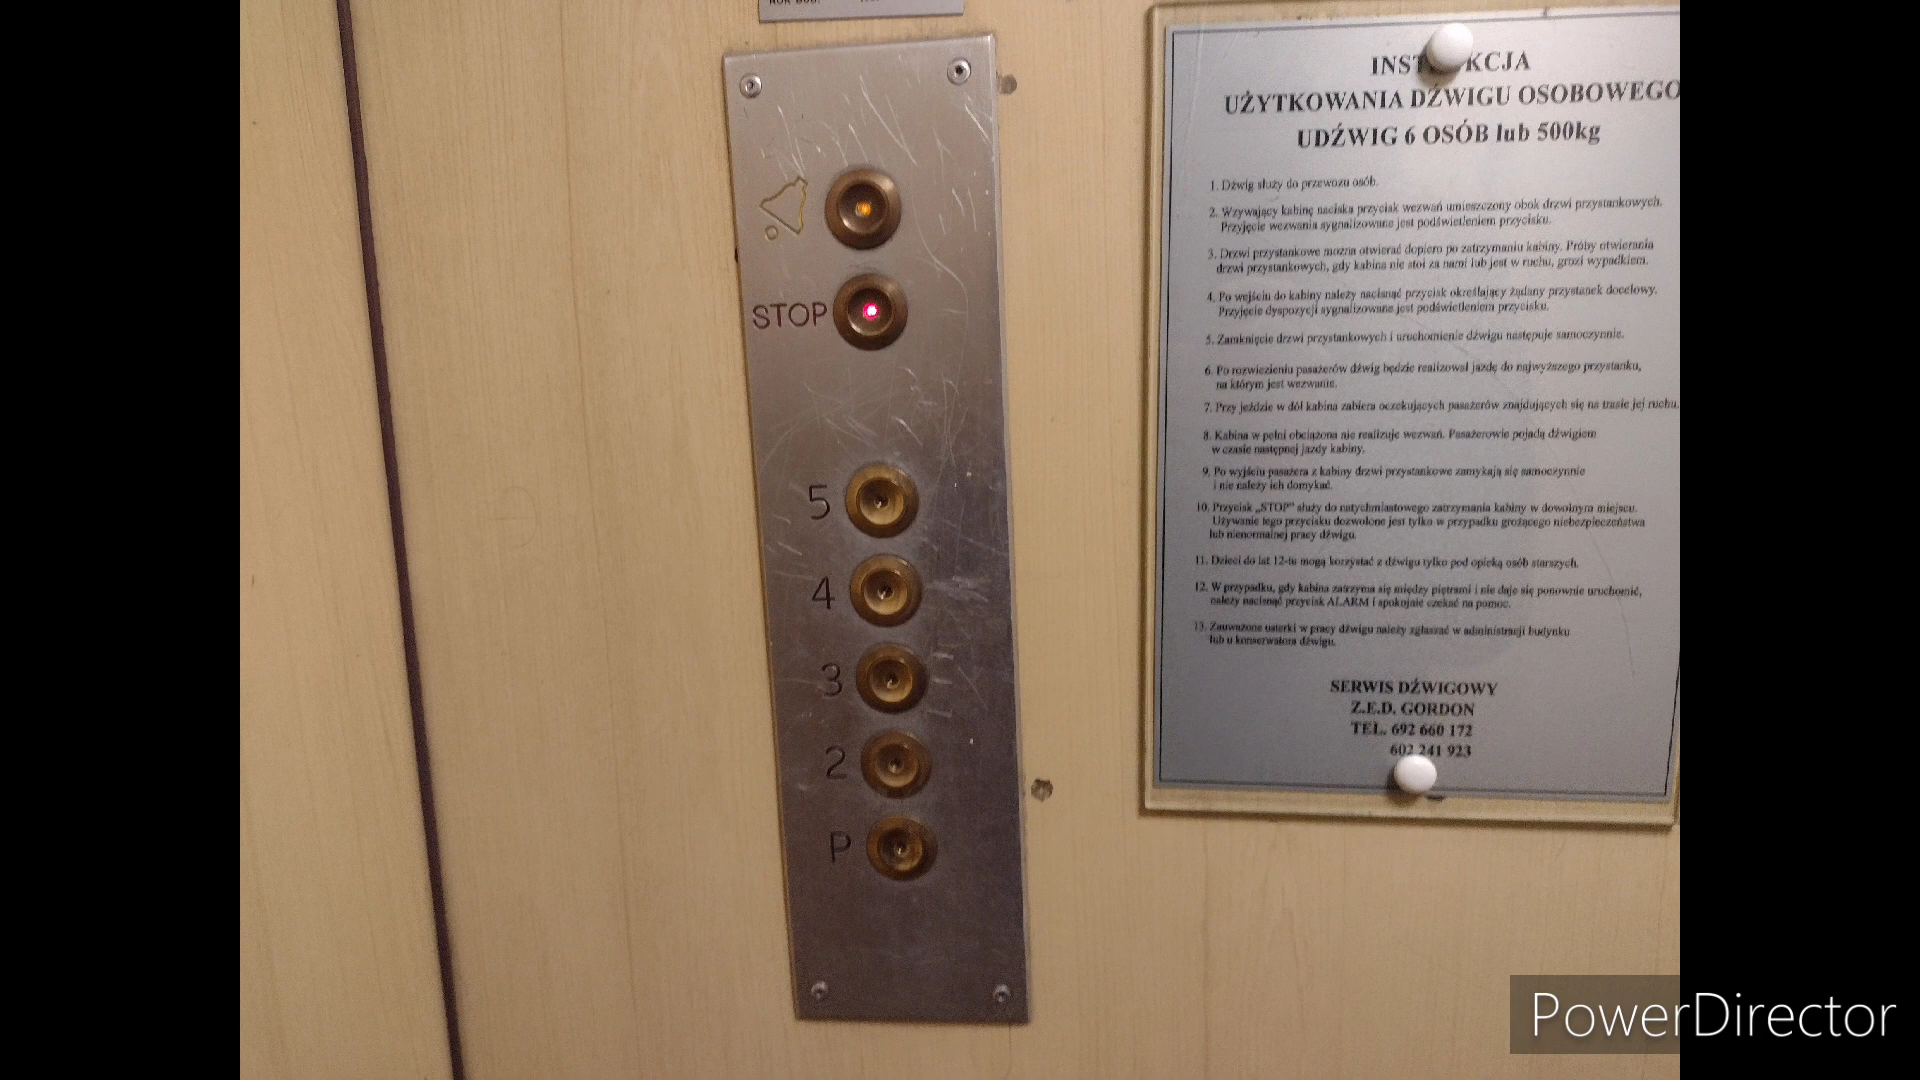 STOP
5
4
3
2
P
INSTRUKCJA
UŻYTKOWANIA DŹWIGU OSOBOWEGO
UDŹWIG 6 OSÓB lub 500kg
1. Dźwig służy do przewozu osób.
2. Wzywający kabinę naciska przycisk wezwań umieszczony obok drzwi przystankowych.
Przyjęcie wezwania sygnalizowane jest podświetleniem przycisku.
3. Drzwi przystankowe można otwierać dopiero po zatrzymaniu kabiny. Próby otwierania
drzwi przystankowych, gdy kabina nie stoi za nami lub jest w ruchu, grozi wypadkiem.
4. Po wejściu do kabiny należy nacisnąć przycisk określający żądany przystanek docelowy.
Przyjęcie dyspozycji sygnalizowane jest podświetleniem przycisku.
5. Zamknięcie drzwi przystankowych i uruchomienie dźwigu następuje samoczynnie.
6. Po rozwiezieniu pasażerów dźwig będzie realizował jazdę do najwyższego przystanku,
na którym jest wezwanie.
7. Przy jeździe w dół kabina zabiera oczekujących pasażerów znajdujących się na trasie jej ruchu.
8. Kabina w pełni obciążona nie realizuje wezwań. Pasażerowie pojadą dźwigiem
w czasie następnej jazdy kabiny.
9. Po wyjściu pasażera z kabiny drzwi przystankowe zamykają się samoczynnie
i nie należy ich domykać.
10. Przycisk „STOP" służy do natychmiastowego zatrzymania kabiny w dowolnym miejscu.
Używanie tego przycisku dozwolone jest tylko w przypadku grożącego niebezpieczeństwa
lub nienormalnej pracy dźwigu.
11. Dzieci do lat 12-tu mogą korzystać z dźwigu tylko pod opieką osób starszych.
12. W przypadku, gdy kabina zatrzyma się między piętrami i nie daje się ponownie uruchomić,
należy nacisnąć przycisk ALARM i spokojnie czekać na pomoc.
13. Zauważone usterki w pracy dźwigu należy zgłaszać w administracji budynku
lub u konserwatora dźwigu.
SERWIS DŹWIGOWY
Z.E.D. GORDON
TEL. 692 660 172
602 241 923
PowerDirector